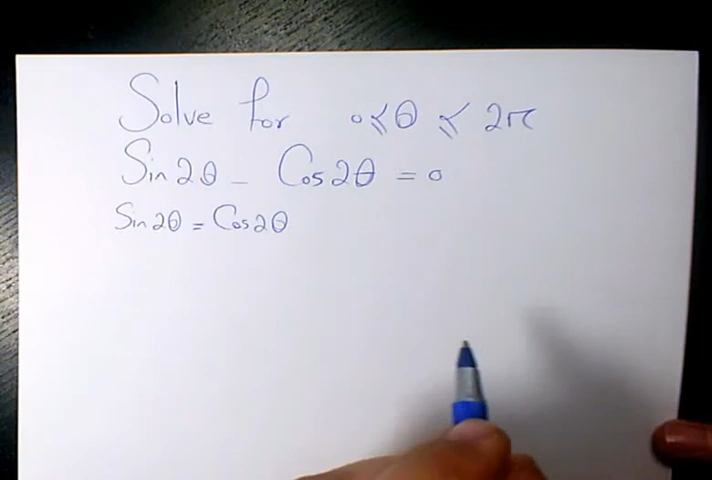 Solve for 0 ≤ θ ≤ 2π
Sin2θ - Cos2θ = 0
Sin2θ = Cos2θ